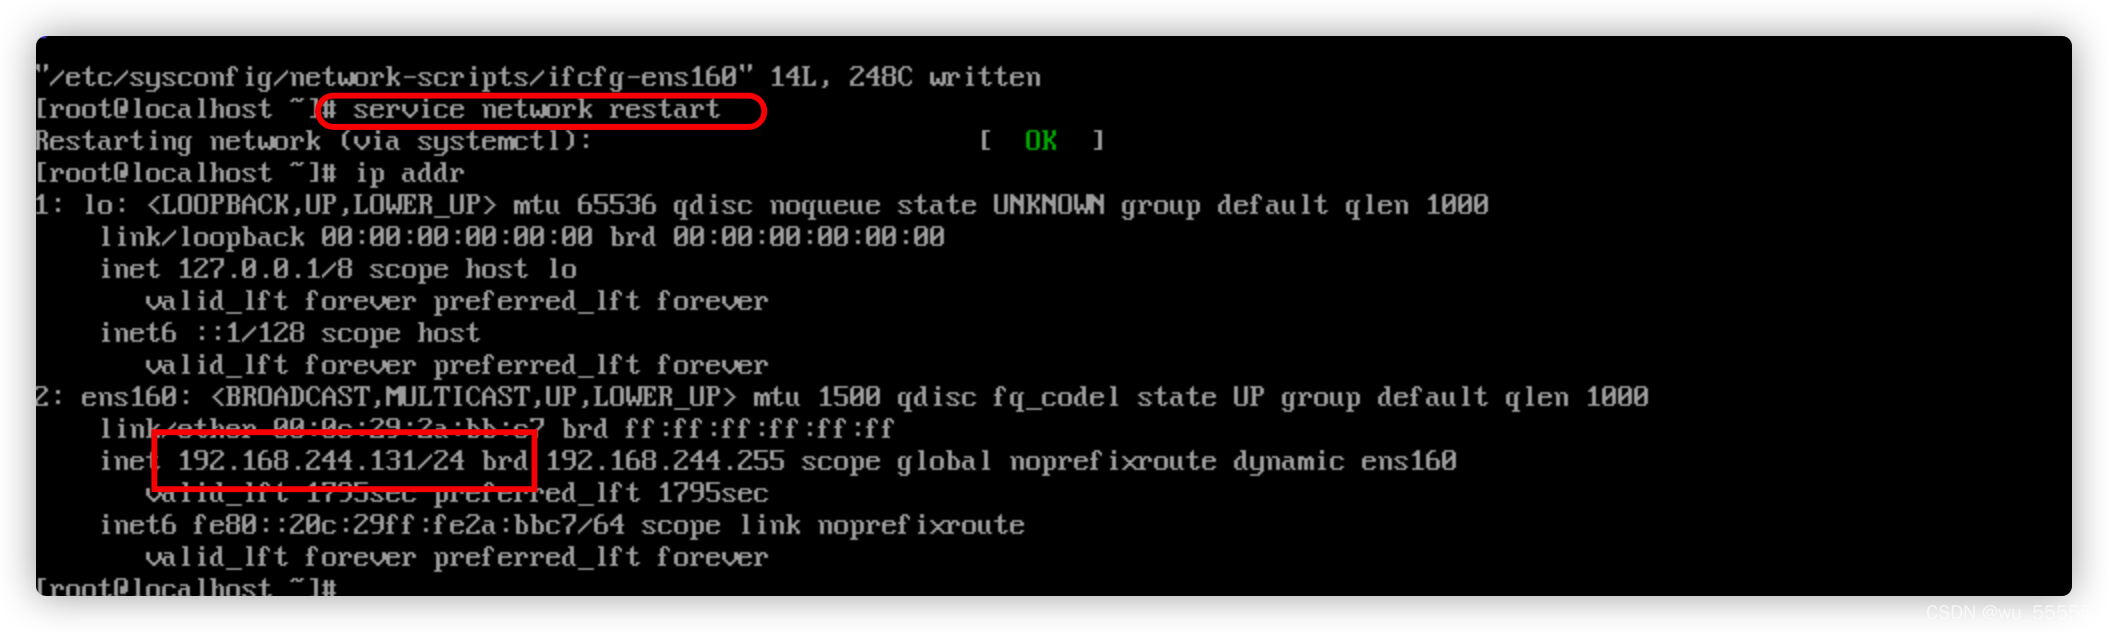 "/etc/sysconfig/network-scripts/ifcfg-ens160" 14L, 248C written
[root@localhost ~]# service network restart
Restarting network (via systemctl): [ OK ]
[root@localhost ~]# ip addr
1: lo: <LOOPBACK,UP,LOWER_UP> mtu 65536 qdisc noqueue state UNKNOWN group default qlen 1000
link/loopback 00:00:00:00:00:00 brd 00:00:00:00:00:00
inet 127.0.0.1/8 scope host lo
valid_lft forever preferred_lft forever
inet6 ::1/128 scope host
valid_lft forever preferred_lft forever
2: ens160: <BROADCAST,MULTICAST,UP,LOWER_UP> mtu 1500 qdisc fq_codel state UP group default qlen 1000
link/ether 00:0c:29:2a:bb:c7 brd ff:ff:ff:ff:ff:ff
inet 192.168.244.131/24 brd 192.168.244.255 scope global noprefixroute dynamic ens160
valid_lft 1795sec preferred_lft 1795sec
inet6 fe80::20c:29ff:fe2a:bbc7/64 scope link noprefixroute
valid_lft forever preferred_lft forever
[root@localhost ~]#
CSDN